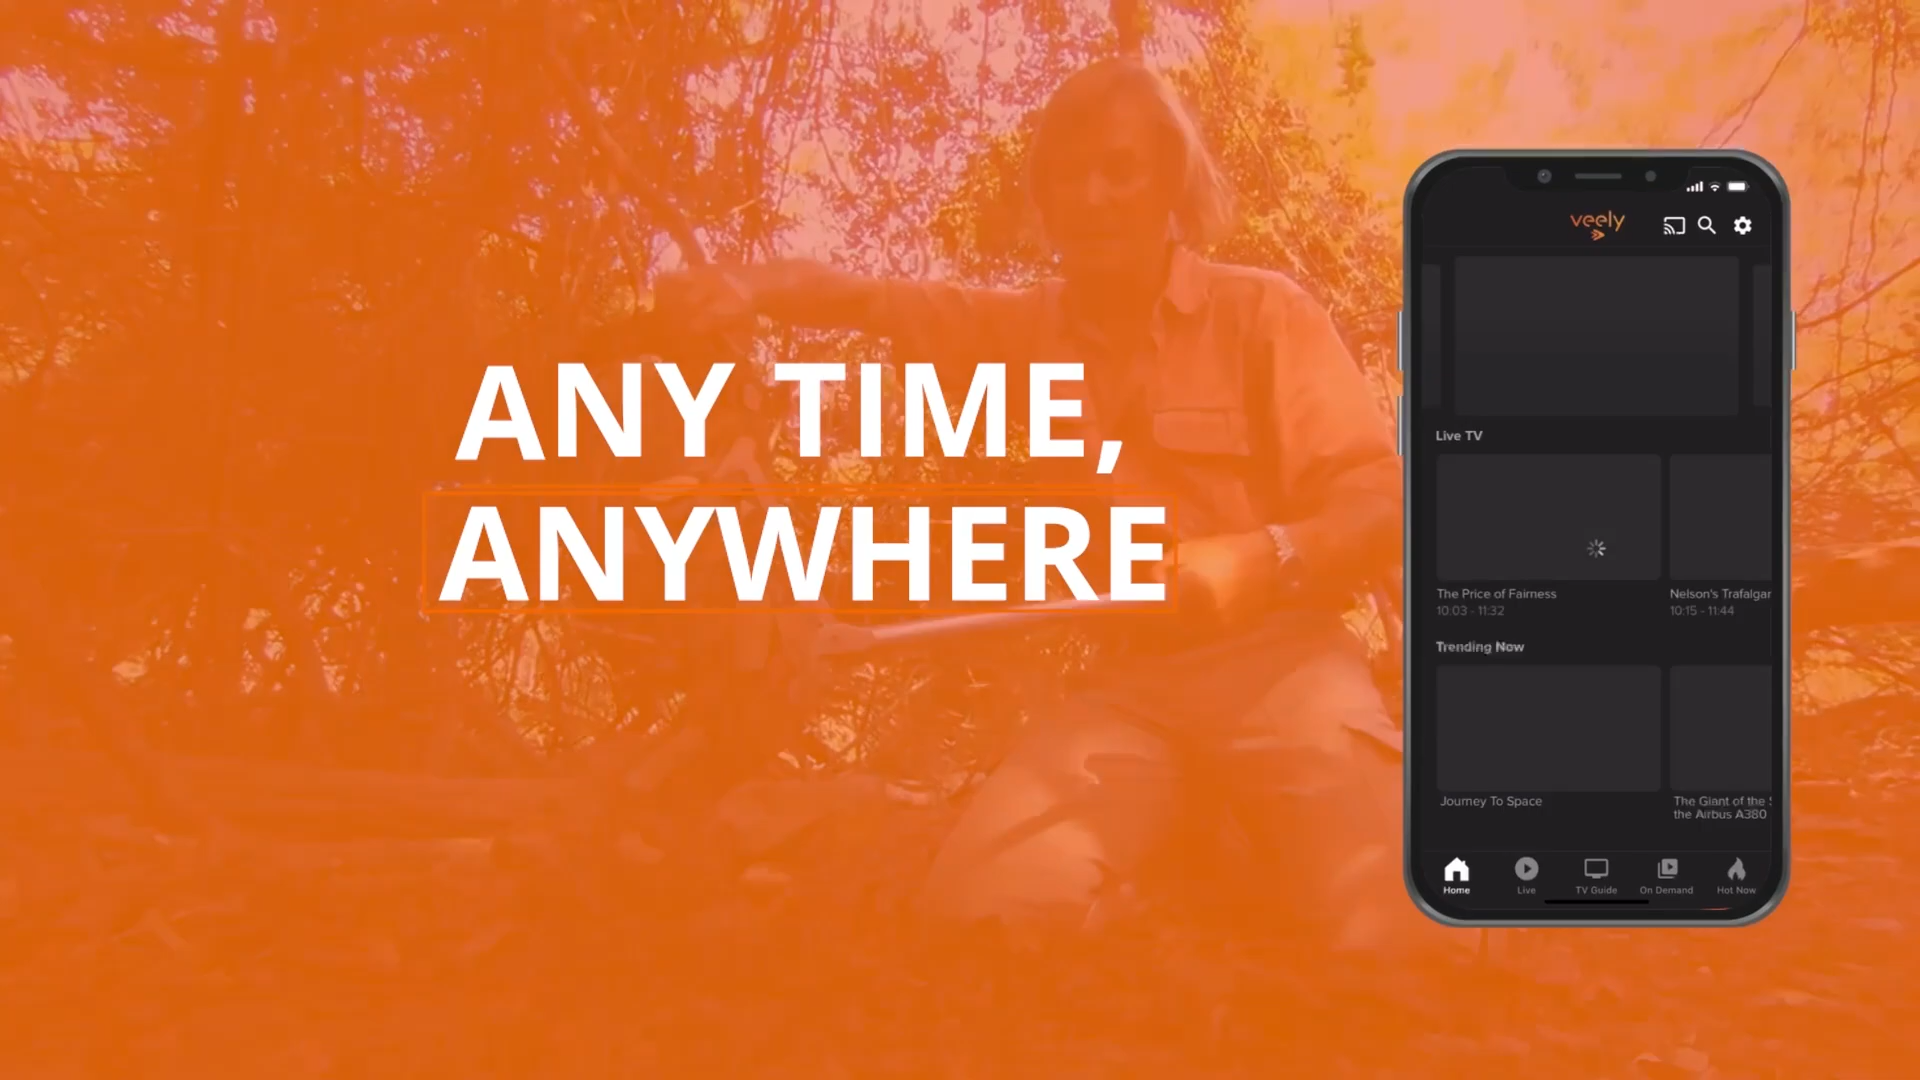 ANY TIME,
ANYWHERE
veely
Live TV
The Price of Fairness
10:03 - 11:32
Nelson's Trafalgar
10:15 - 11:44
Trending Now
Journey To Space
The Giant of the
the Airbus A380
Home
Live
TV Guide
On Demand
Hot Now